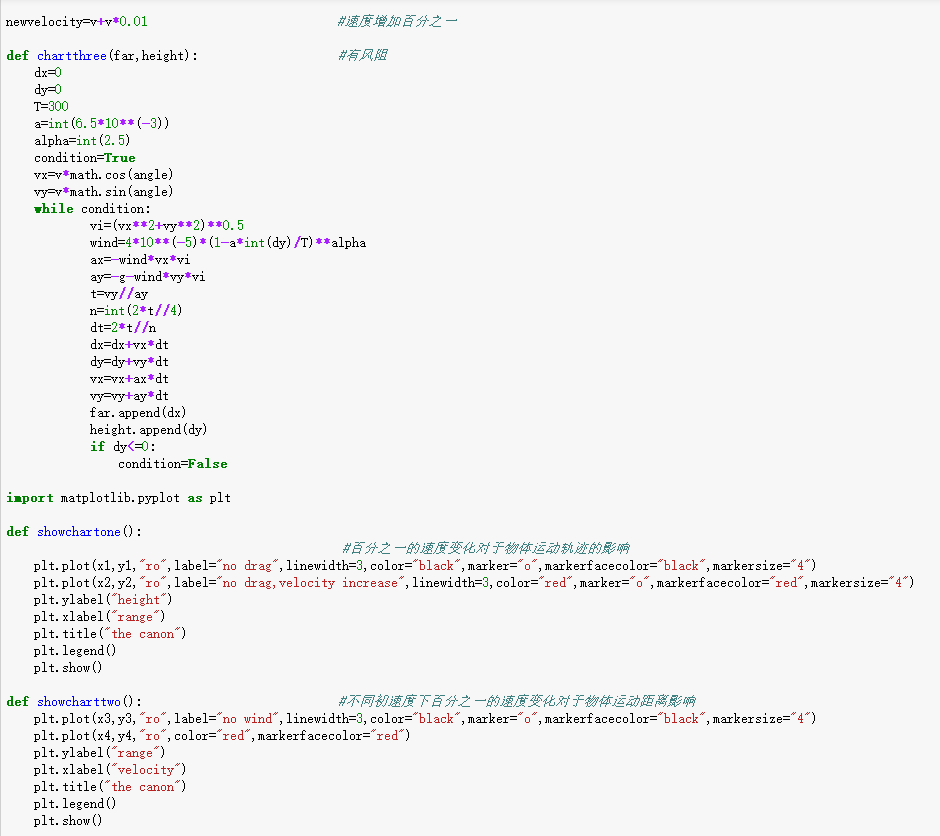 newvelocity=v+v*0.01 #速度增加百分之一
def chartthree(far,height): #有风阻
dx=0
dy=0
T=300
a=int(6.5*10**(-3))
alpha=int(2.5)
condition=True
vx=v*math.cos(angle)
vy=v*math.sin(angle)
while condition:
vi=(vx**2+vy**2)**0.5
wind=4*10**(-5)*(1-a*int(dy)/T)**alpha
ax=-wind*vx*vi
ay=-g-wind*vy*vi
t=vy//ay
n=int(2*t//4)
dt=2*t//n
dx=dx+vx*dt
dy=dy+vy*dt
vx=vx+ax*dt
vy=vy+ay*dt
far.append(dx)
height.append(dy)
if dy<=0:
condition=False
import matplotlib.pyplot as plt
def showchartone():
#百分之一的速度变化对于物体运动轨迹的影响
plt.plot(x1,y1,"ro",label="no drag",linewidth=3,color="black",marker="o",markerfacecolor="black",markersize="4")
plt.plot(x2,y2,"ro",label="no drag,velocity increase",linewidth=3,color="red",marker="o",markerfacecolor="red",markersize="4")
plt.ylabel("height")
plt.xlabel("range")
plt.title("the canon")
plt.legend()
plt.show()
def showcharttwo(): #不同初速度下百分之一的速度变化对于物体运动距离影响
plt.plot(x3,y3,"ro",label="no wind",linewidth=3,color="black",marker="o",markerfacecolor="black",markersize="4")
plt.plot(x4,y4,"ro",color="red",markerfacecolor="red")
plt.ylabel("range")
plt.xlabel("velocity")
plt.title("the canon")
plt.legend()
plt.show()